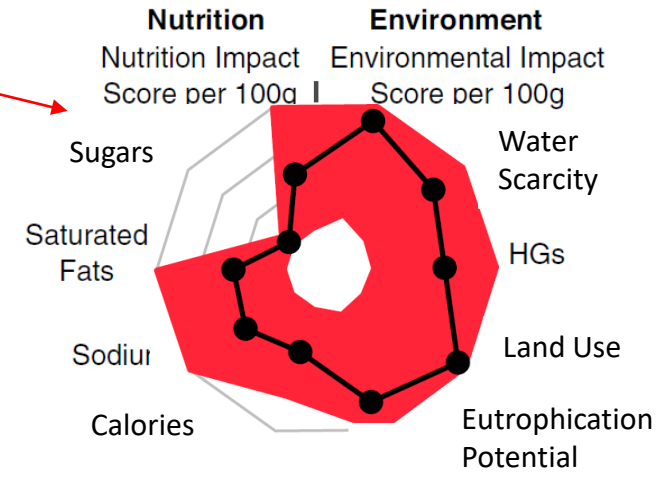 Nutrition
Nutrition Impact
Score per 100g
Environment
Environmental Impact
Score per 100g
Sugars
Saturated
Fats
Sodiur
Calories
Water
Scarcity
HGs
Land Use
Eutrophication
Potential